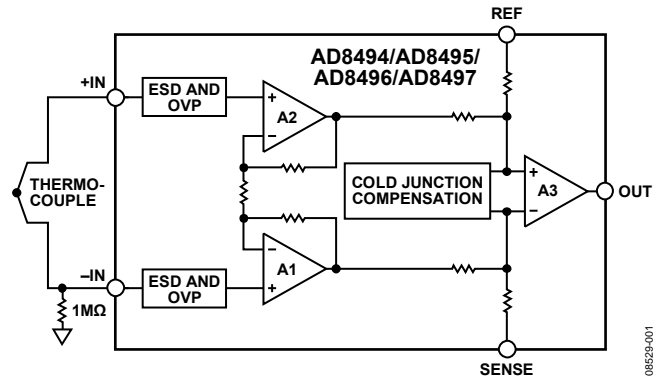 REF
AD8494/AD8495/
AD8496/AD8497
+IN
ESD AND
OVP
+
A2
–
THERMO-
COUPLE
COLD JUNCTION
COMPENSATION
+
A3
–
OUT
–
A1
+
–IN
ESD AND
OVP
1MΩ
SENSE
08529-001